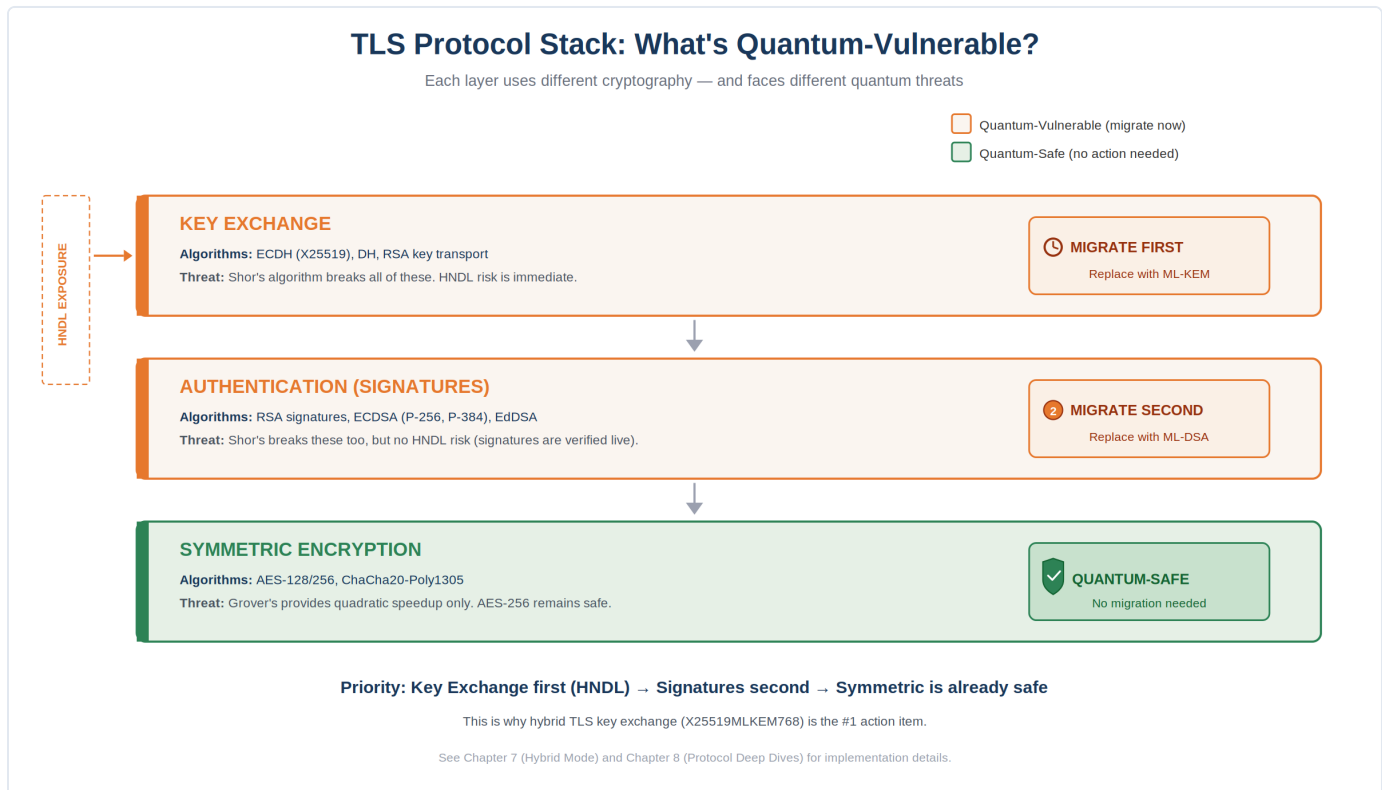 TLS Protocol Stack: What's Quantum-Vulnerable?
Each layer uses different cryptography — and faces different quantum threats
Quantum-Vulnerable (migrate now)
Quantum-Safe (no action needed)
HNDL EXPOSURE
KEY EXCHANGE
Algorithms: ECDH (X25519), DH, RSA key transport
Threat: Shor's algorithm breaks all of these. HNDL risk is immediate.
MIGRATE FIRST
Replace with ML-KEM
AUTHENTICATION (SIGNATURES)
Algorithms: RSA signatures, ECDSA (P-256, P-384), EdDSA
Threat: Shor's breaks these too, but no HNDL risk (signatures are verified live).
2 MIGRATE SECOND
Replace with ML-DSA
SYMMETRIC ENCRYPTION
Algorithms: AES-128/256, ChaCha20-Poly1305
Threat: Grover's provides quadratic speedup only. AES-256 remains safe.
QUANTUM-SAFE
No migration needed
Priority: Key Exchange first (HNDL) → Signatures second → Symmetric is already safe
This is why hybrid TLS key exchange (X25519MLKEM768) is the #1 action item.
See Chapter 7 (Hybrid Mode) and Chapter 8 (Protocol Deep Dives) for implementation details.